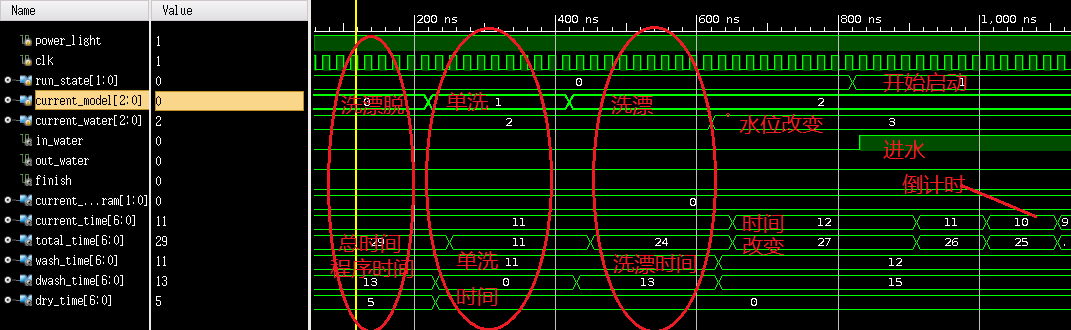 Name Value
200 ns 400 ns 600 ns 800 ns 1,000 ns
power_light 1
clk 1
run_state[1:0] 0 0 开始启动 1
current_model[2:0] 0 洗漂脱 0 单洗 1 洗漂 2
current_water[2:0] 2 2 水位改变 3
in_water 0 进水
out_water 0
finish 0 倒计时
current_...ram[1:0] 0 0
current_time[6:0] 11 11 时间 12 11 10 9
total_time[6:0] 29 总时间 29 11 24 改变 27 26 25 .
wash_time[6:0] 11 程序时间 单洗 11 洗漂时间 12
dwash_time[6:0] 13 13 0 13 15
dry_time[6:0] 5 5 时间 0